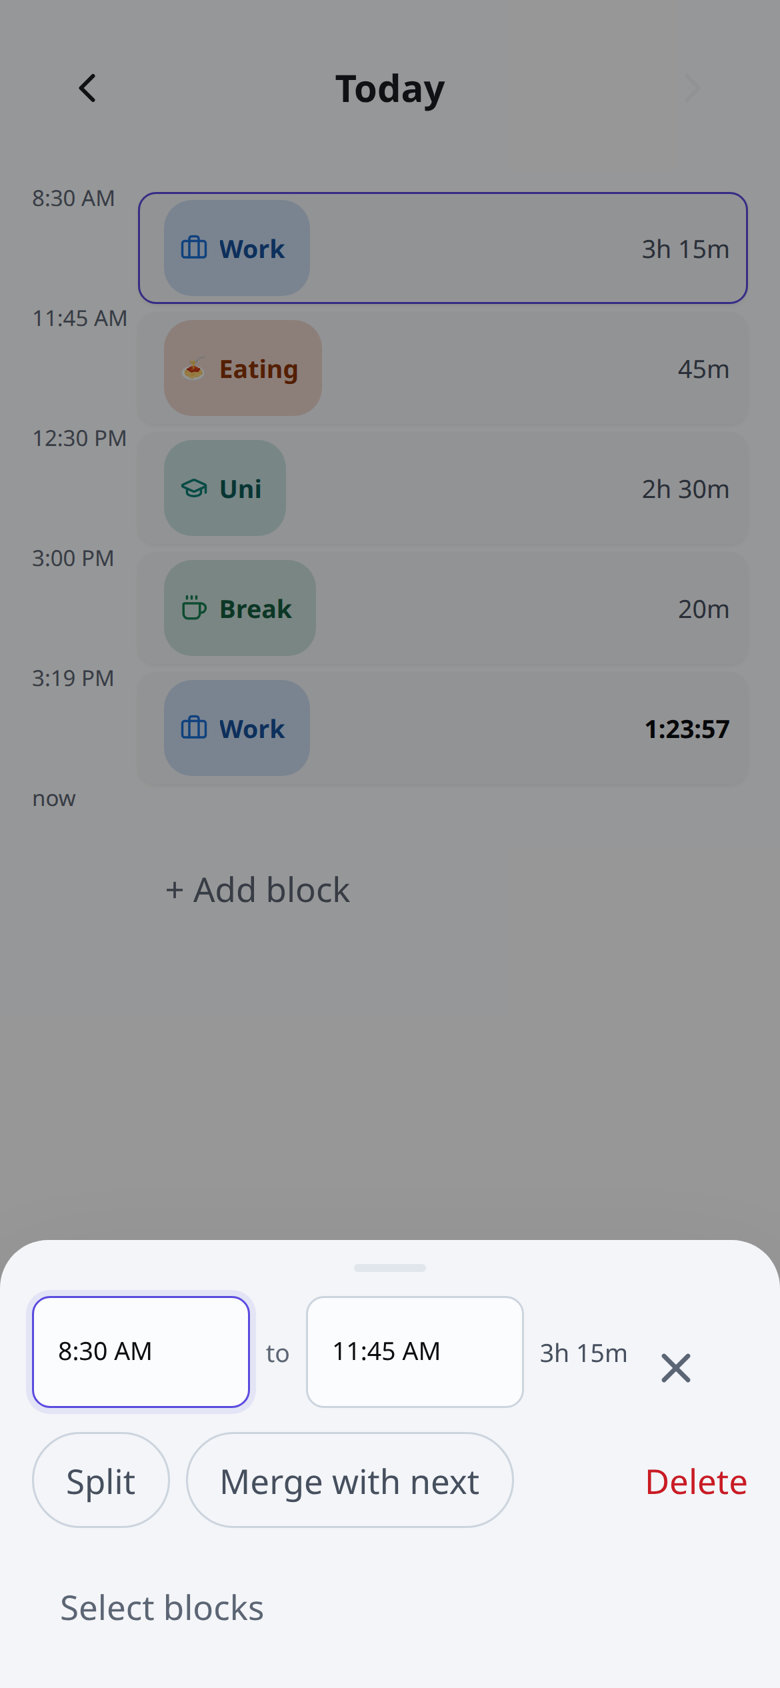 Today
8:30 AM
Work 3h 15m
11:45 AM
Eating 45m
12:30 PM
Uni 2h 30m
3:00 PM
Break 20m
3:19 PM
Work 1:23:57
now
+ Add block
8:30 AM to 11:45 AM 3h 15m
Split Merge with next Delete
Select blocks